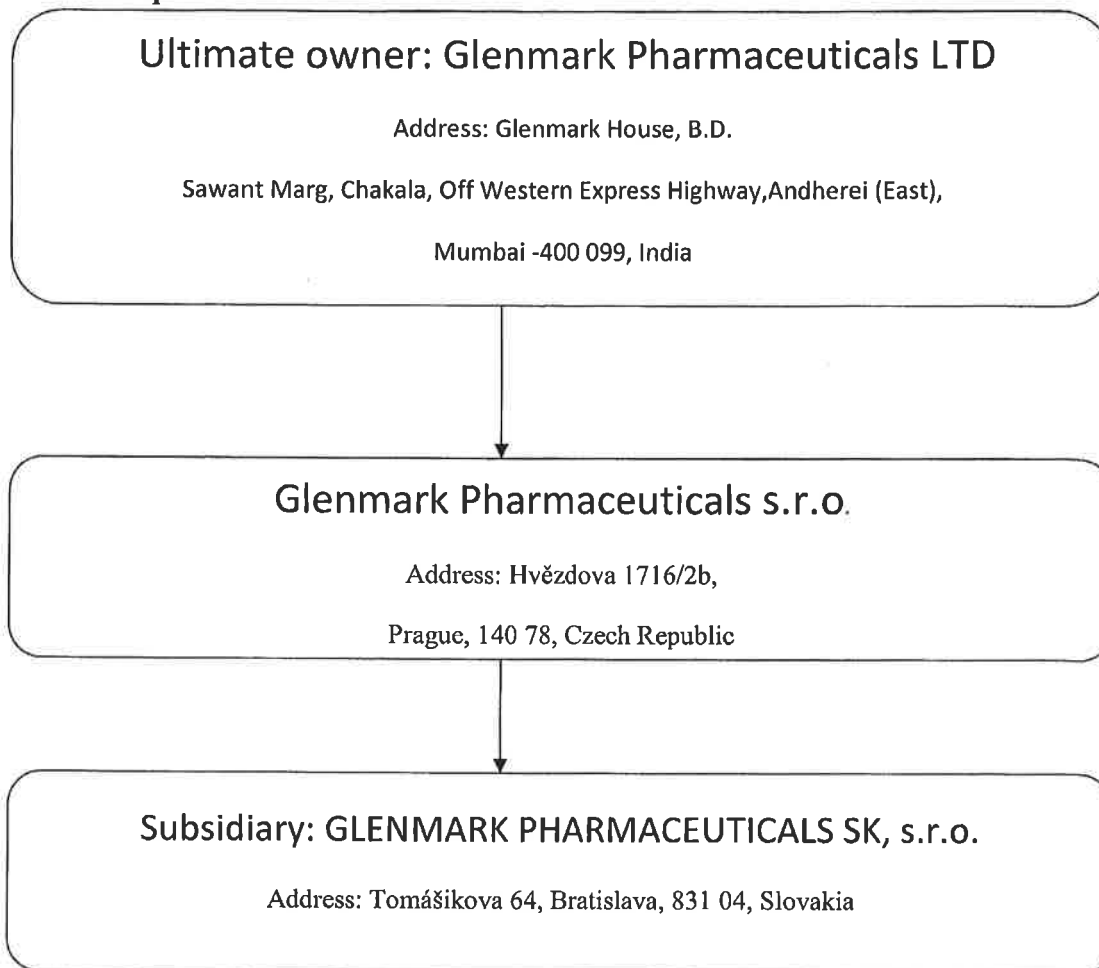 Ultimate owner: Glenmark Pharmaceuticals LTD
Address: Glenmark House, B.D.
Sawant Marg, Chakala, Off Western Express Highway,Andherei (East),
Mumbai -400 099, India
Glenmark Pharmaceuticals s.r.o.
Address: Hvězdova 1716/2b,
Prague, 140 78, Czech Republic
Subsidiary: GLENMARK PHARMACEUTICALS SK, s.r.o.
Address: Tomášikova 64, Bratislava, 831 04, Slovakia